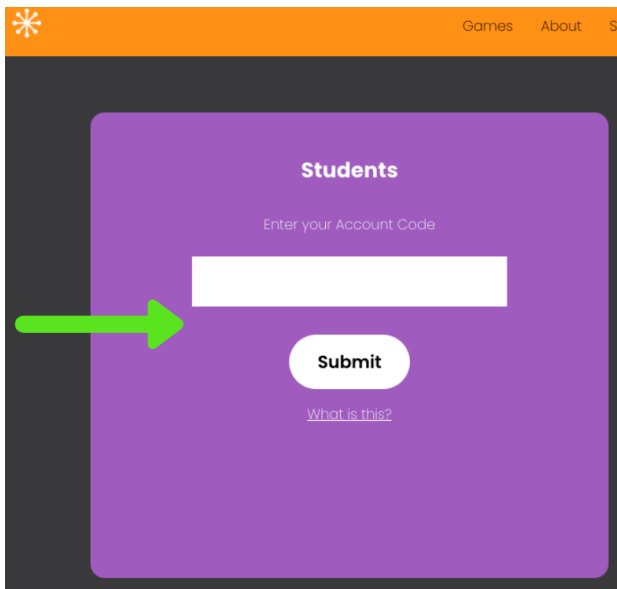 Games About S
Students
Enter your Account Code
Submit
What is this?